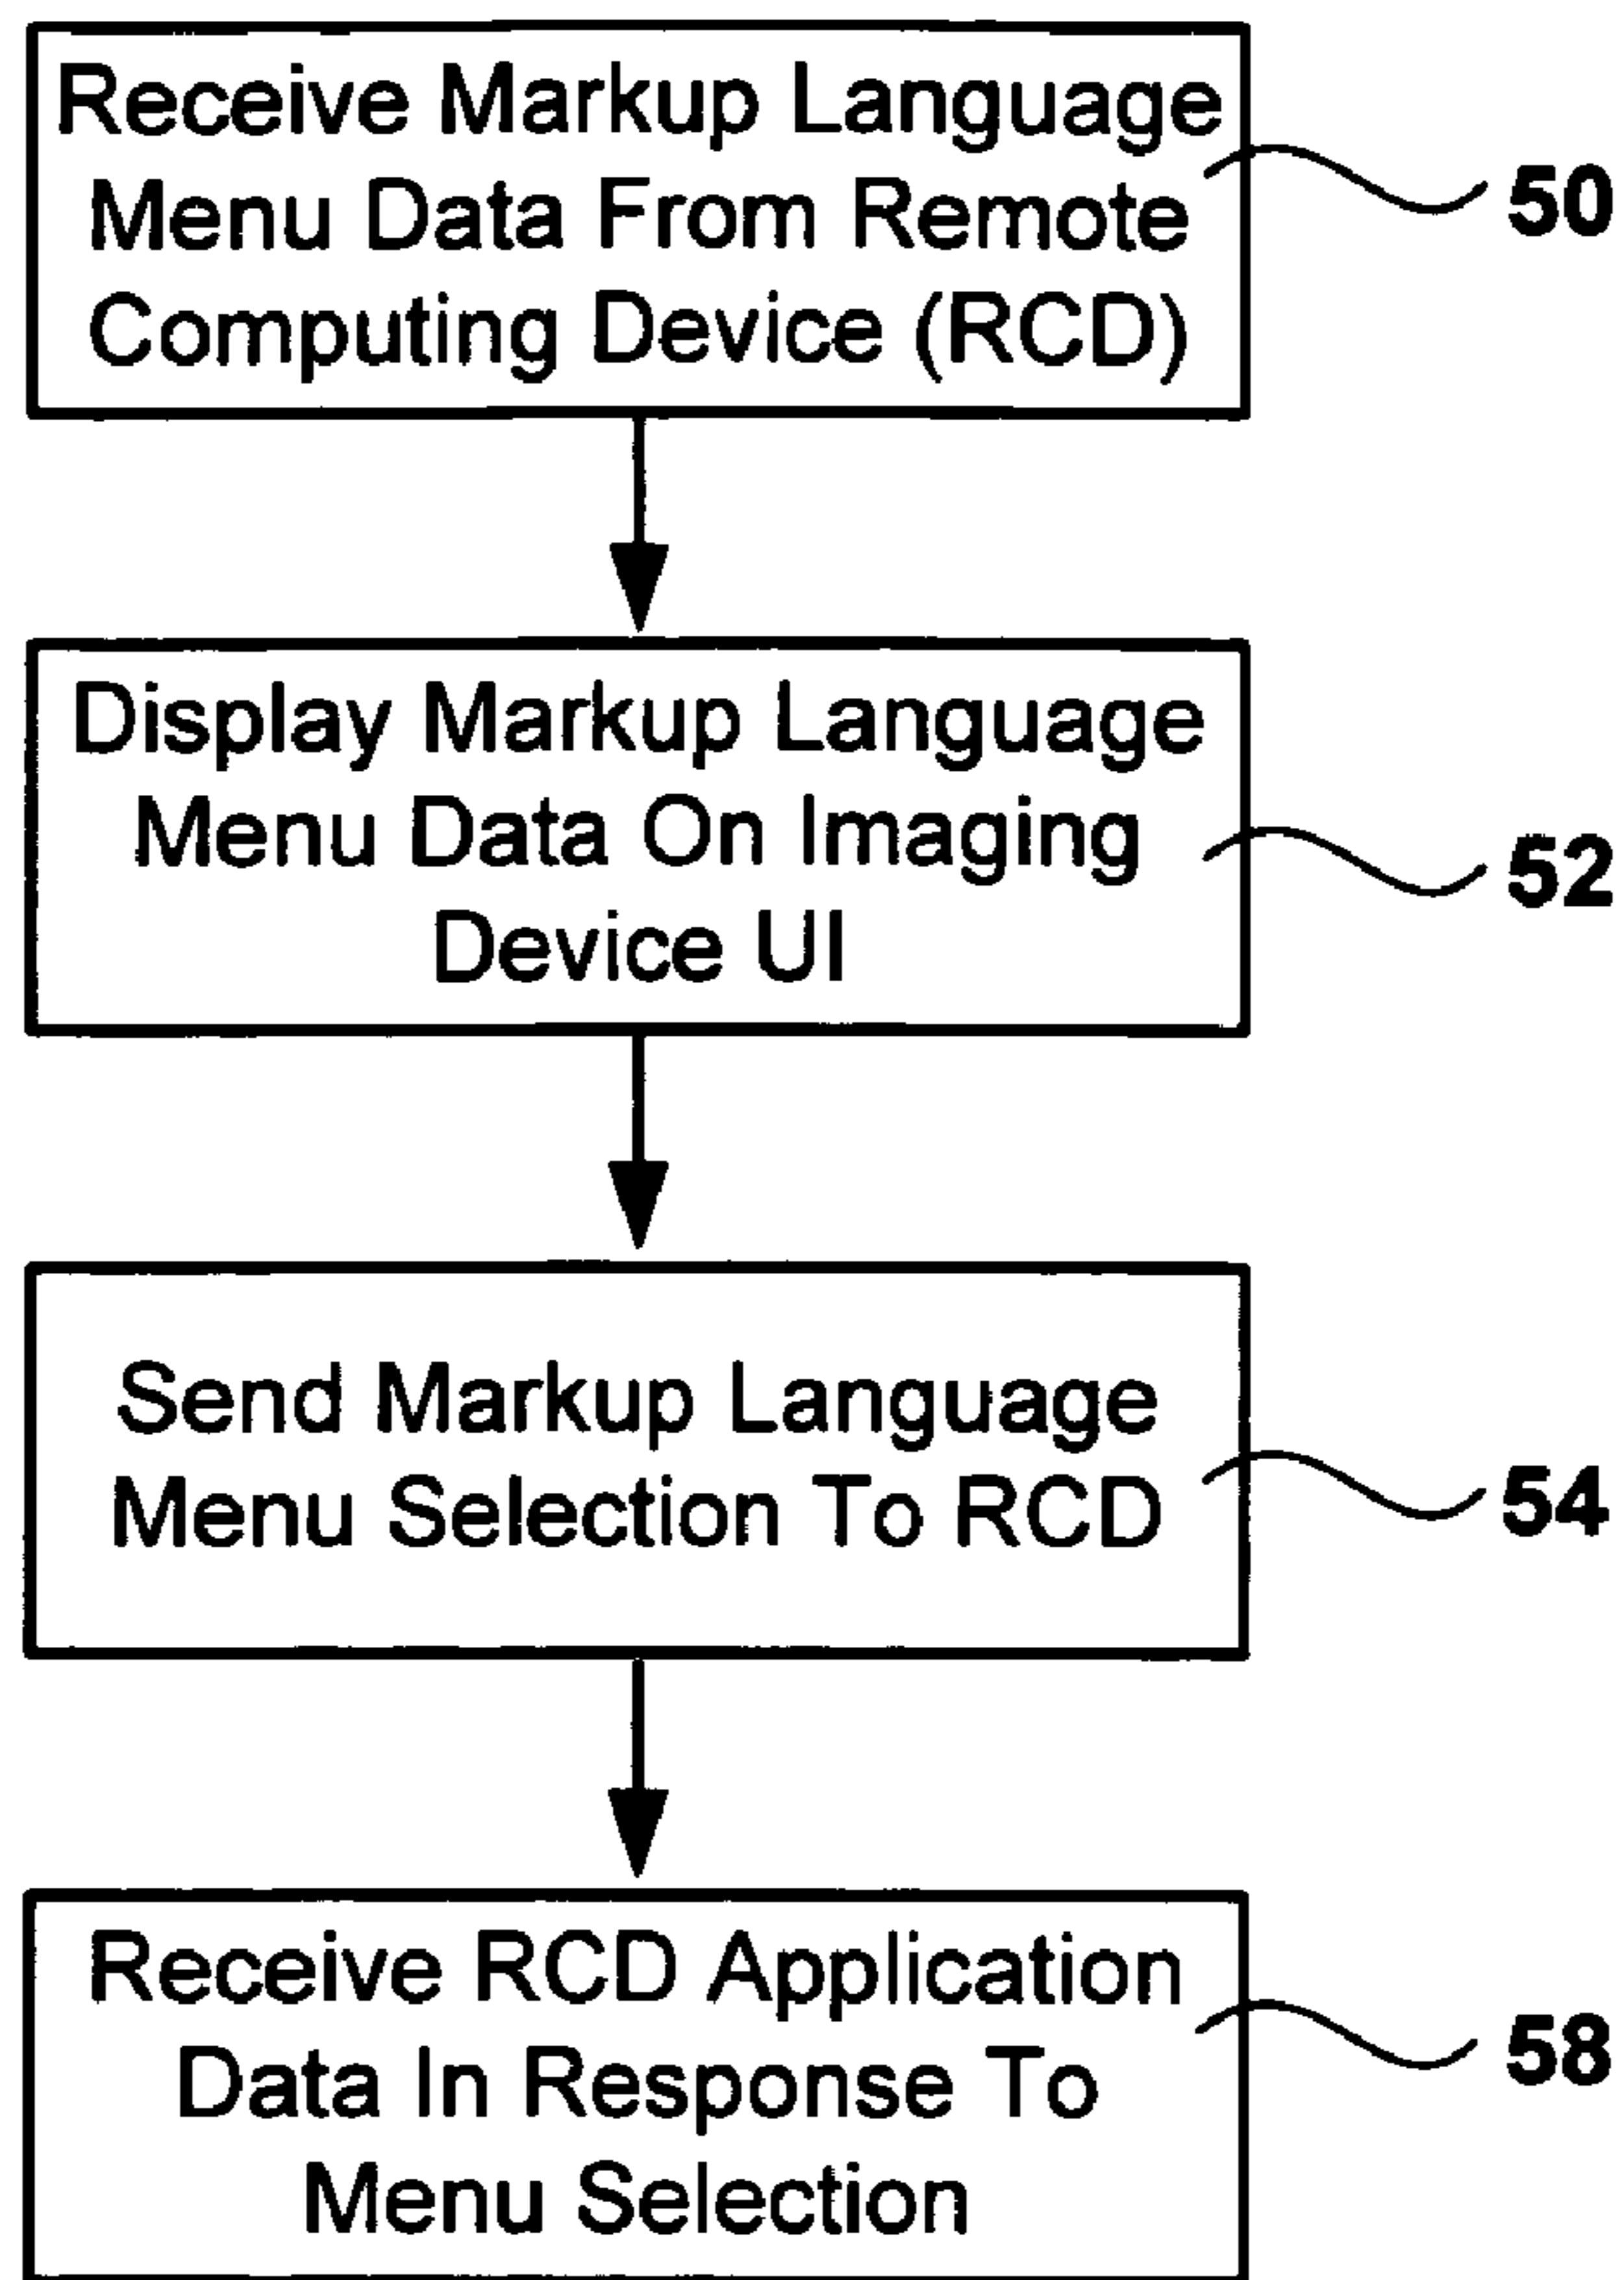 Receive Markup Language
Menu Data From Remote
Computing Device (RCD)
50
Display Markup Language
Menu Data On Imaging
Device UI
52
Send Markup Language
Menu Selection To RCD
54
Receive RCD Application
Data In Response To
Menu Selection
58